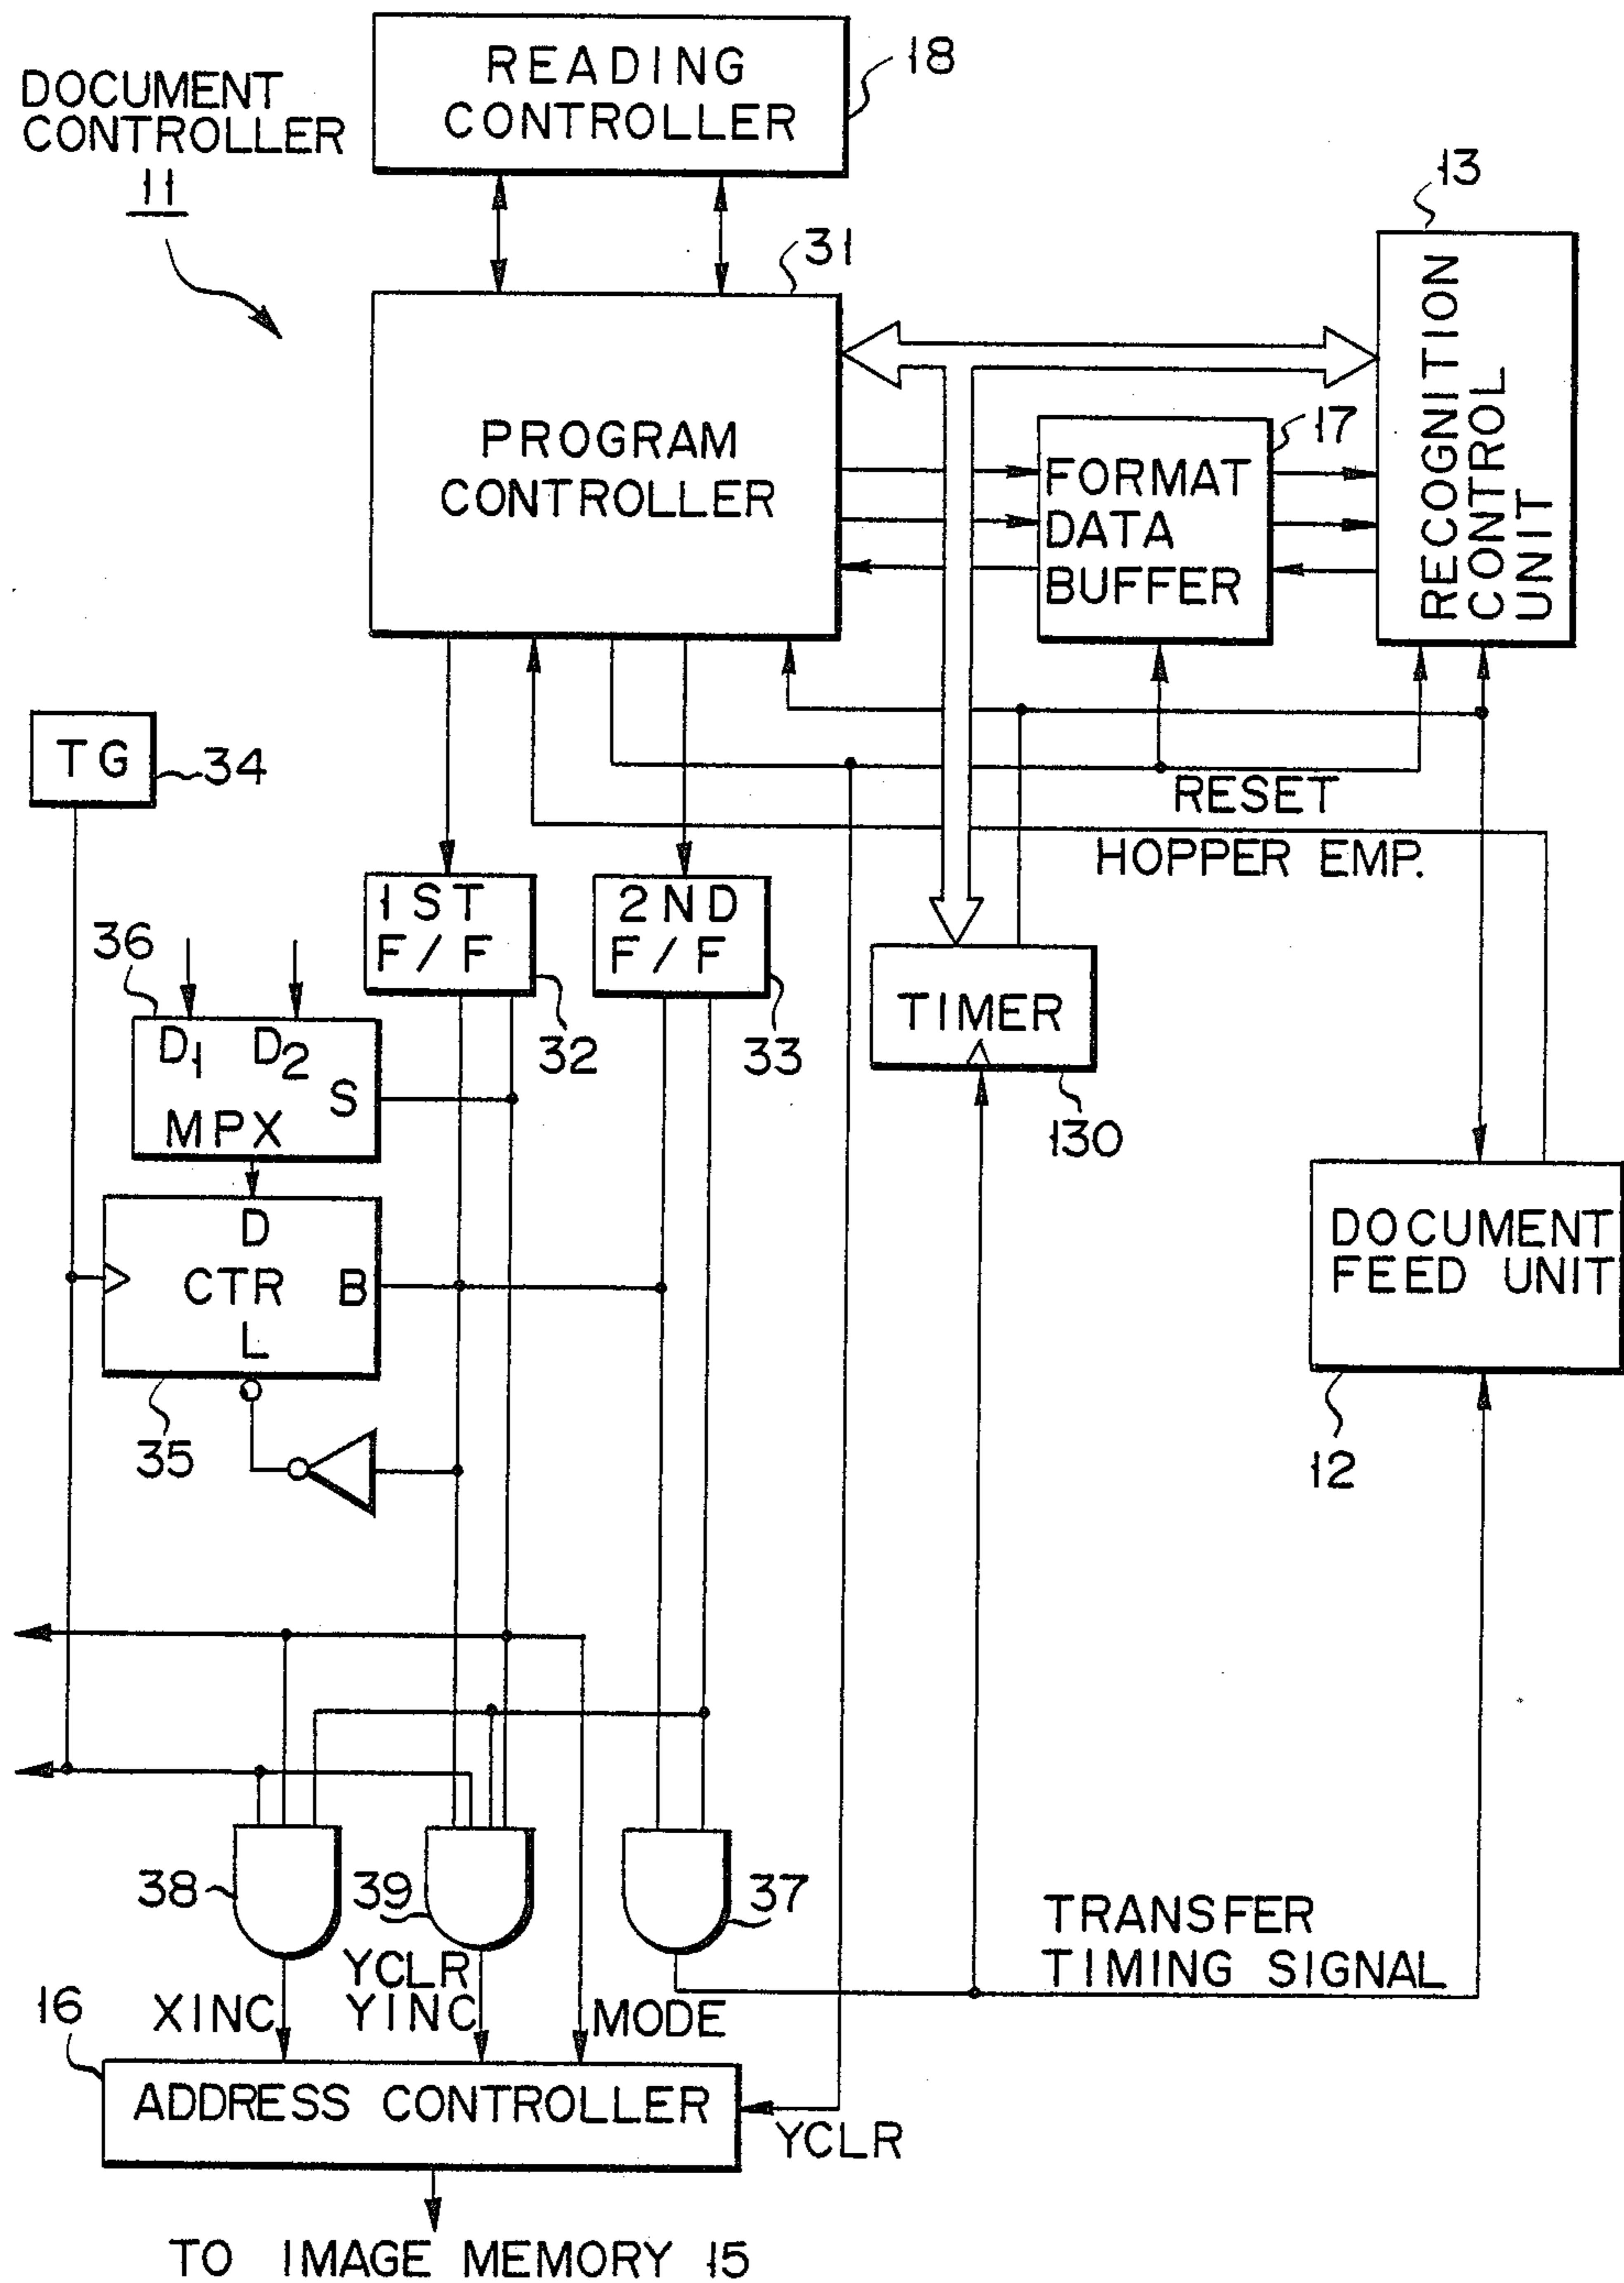 READING
CONTROLLER
18
DOCUMENT
CONTROLLER
11
13
31
RECOGNITION
CONTROL
UNIT
PROGRAM
CONTROLLER
17
FORMAT
DATA
BUFFER
TG
34
RESET
HOPPER EMP.
1ST
F/F
32
2ND
F/F
33
36
D1
D2
S
MPX
TIMER
130
D
CTR
B
L
35
DOCUMENT
FEED UNIT
12
38
39
37
TRANSFER
TIMING SIGNAL
XINC
YCLR
YINC
MODE
16
ADDRESS CONTROLLER
YCLR
TO IMAGE MEMORY 15